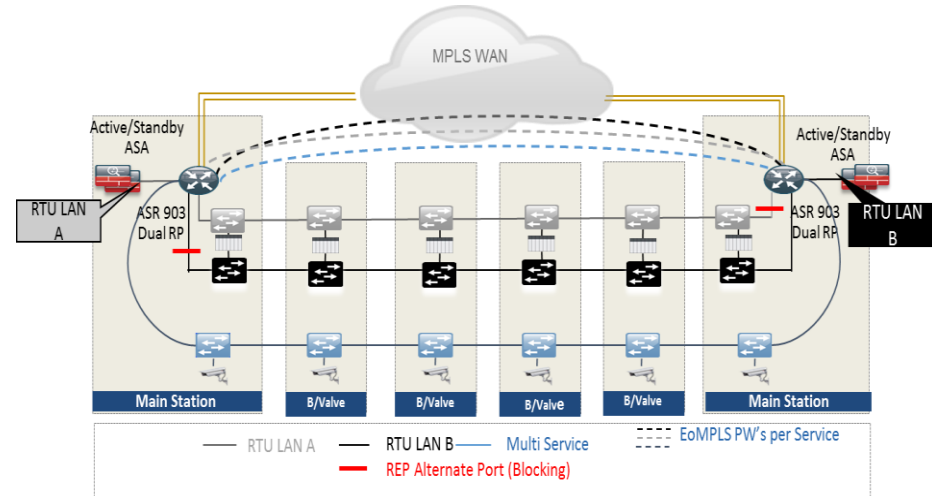 MPLS WAN
Active/Standby
ASA
Active/Standby
ASA
RTU LAN
A
ASR 903
Dual RP
ASR 903
Dual RP
RTU LAN
B
Main Station
B/Valve
B/Valve
B/Valve
B/Valve
Main Station
RTU LAN A
RTU LAN B
Multi Service
EoMPLS PW's per Service
REP Alternate Port (Blocking)